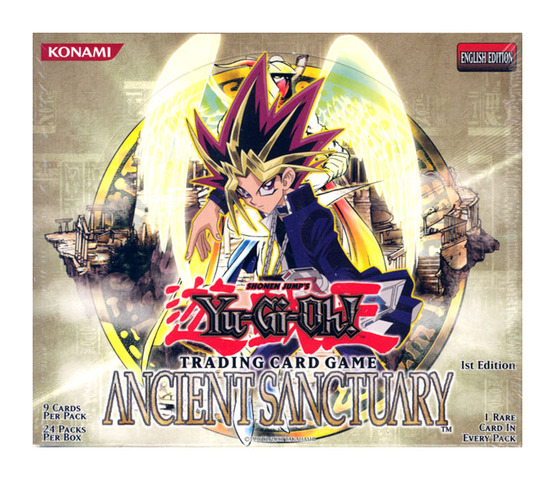 KONAMI
ENGLISH EDITION
SHONEN JUMP'S
Yu-Gi-Oh!
TRADING CARD GAME
1st Edition
ANCIENT SANCTUARY™
9 CARDS
PER PACK
24 PACKS
PER BOX
1 RARE
CARD IN
EVERY PACK